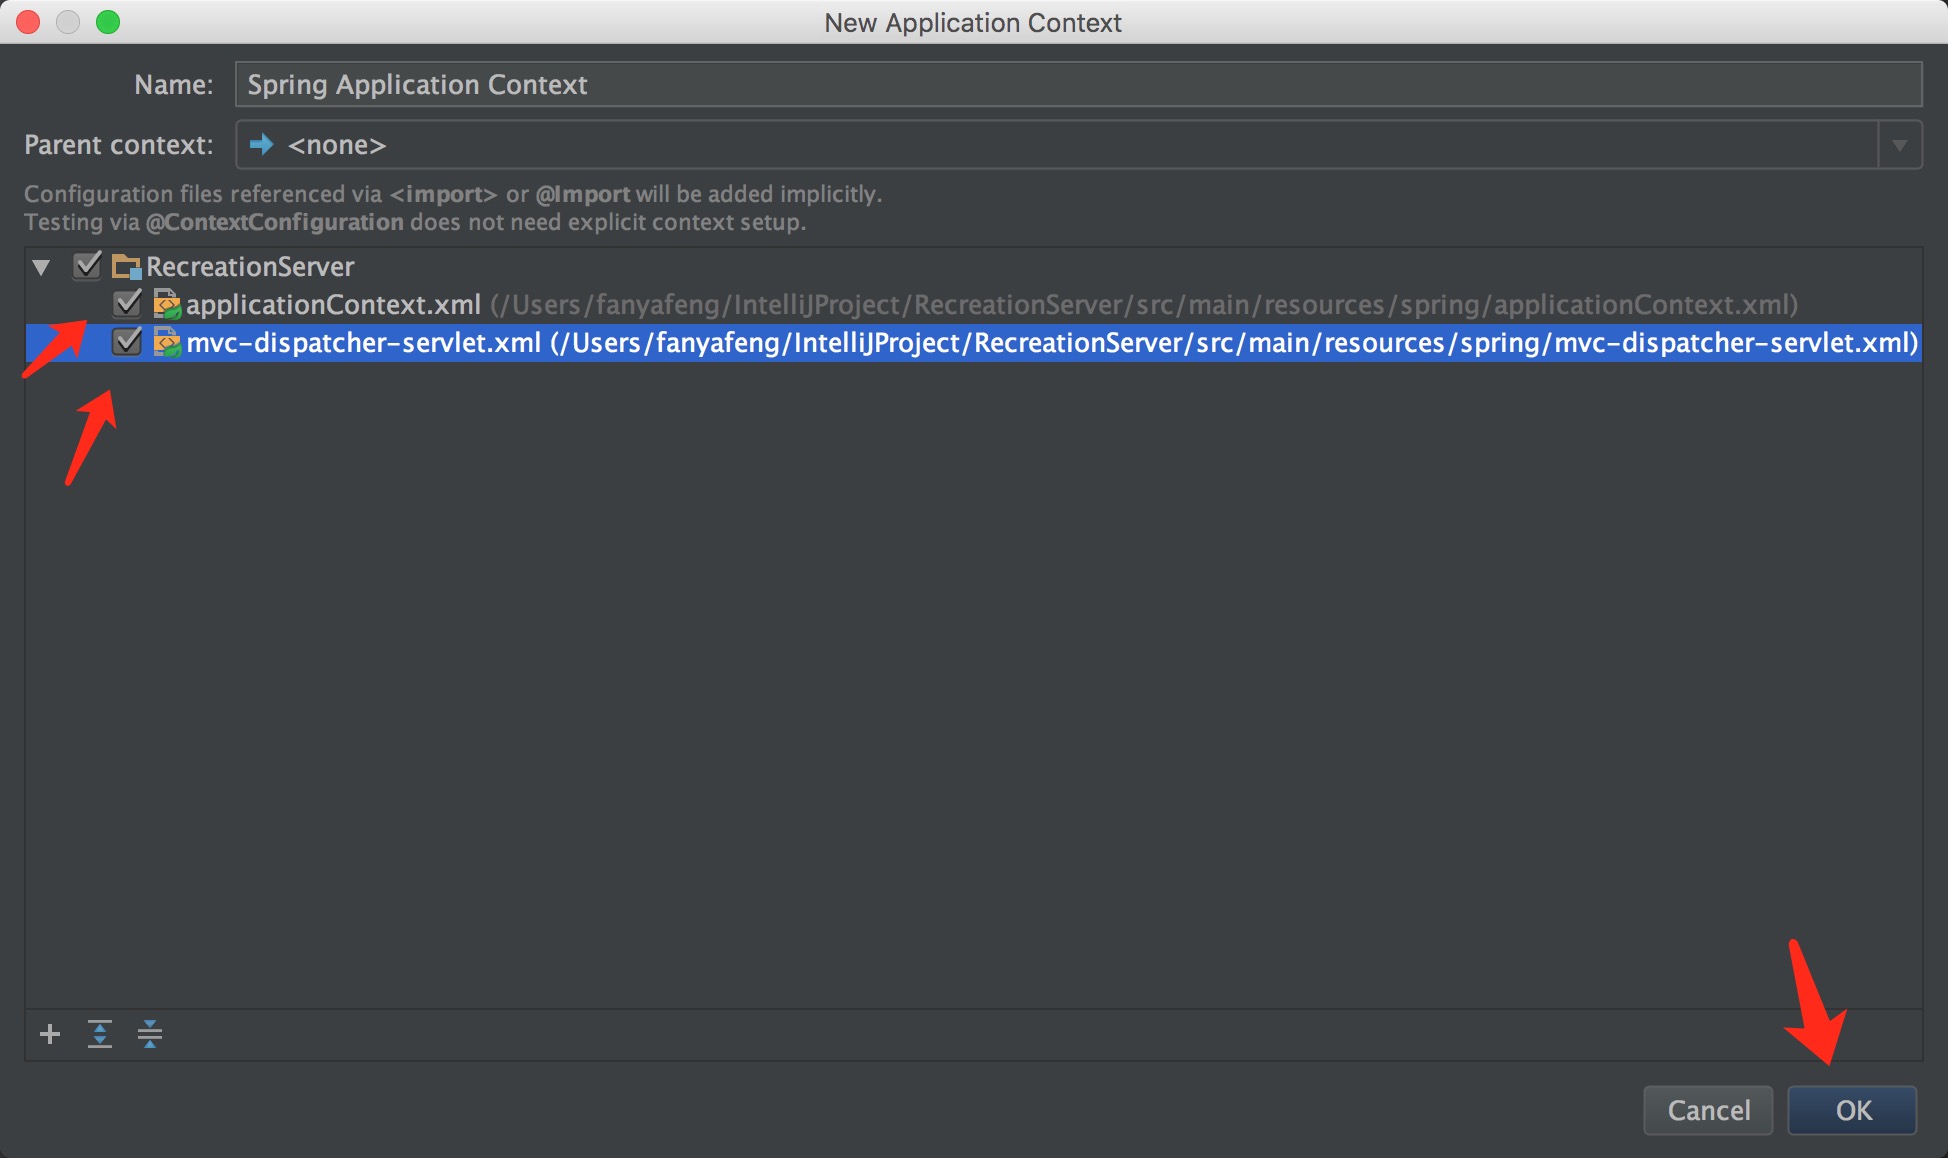 New Application Context
Name: Spring Application Context
Parent context: <none>
Configuration files referenced via <import> or @Import will be added implicitly.
Testing via @ContextConfiguration does not need explicit context setup.
RecreationServer
applicationContext.xml (/Users/fanyafeng/IntelliJProject/RecreationServer/src/main/resources/spring/applicationContext.xml)
mvc-dispatcher-servlet.xml (/Users/fanyafeng/IntelliJProject/RecreationServer/src/main/resources/spring/mvc-dispatcher-servlet.xml)
Cancel OK